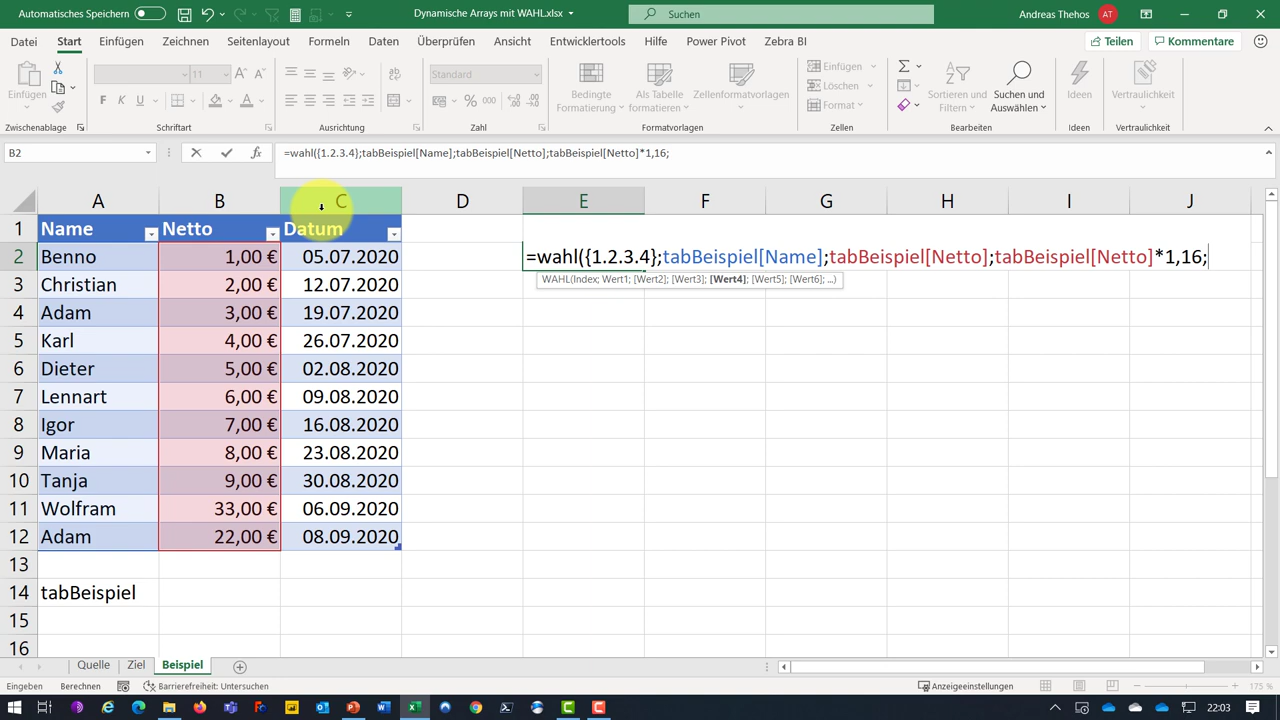 Automatisches Speichern
Dynamische Arrays mit WAHL.xlsx
Suchen
Andreas Thehos
AT
Datei Start Einfügen Zeichnen Seitenlayout Formeln Daten Überprüfen Ansicht Entwicklertools Hilfe Power Pivot Zebra BI
Teilen
Kommentare
Einfügen
11
F K U
Standard
% 000
Bedingte Formatierung
Als Tabelle formatieren
Zellenformatvorlagen
Einfügen
Löschen
Format
Sortieren und Filtern
Suchen und Auswählen
Ideen
Vertraulichkeit
Zwischenablage Schriftart Ausrichtung Zahl Formatvorlagen Zellen Bearbeiten Ideen Vertraulichkeit
B2
fx
=wahl({1.2.3.4};tabBeispiel[Name];tabBeispiel[Netto];tabBeispiel[Netto]*1,16;
A B C D E F G H I J
1 Name Netto Datum
2 Benno 1,00 € 05.07.2020 =wahl({1.2.3.4};tabBeispiel[Name];tabBeispiel[Netto];tabBeispiel[Netto]*1,16;
WAHL(Index; Wert1; [Wert2]; [Wert3]; [Wert4]; [Wert5]; [Wert6]; ...)
3 Christian 2,00 € 12.07.2020
4 Adam 3,00 € 19.07.2020
5 Karl 4,00 € 26.07.2020
6 Dieter 5,00 € 02.08.2020
7 Lennart 6,00 € 09.08.2020
8 Igor 7,00 € 16.08.2020
9 Maria 8,00 € 23.08.2020
10 Tanja 9,00 € 30.08.2020
11 Wolfram 33,00 € 06.09.2020
12 Adam 22,00 € 08.09.2020
13
14 tabBeispiel
15
16
Quelle Ziel Beispiel
Eingeben Berechnen Barrierefreiheit: Untersuchen Anzeigeeinstellungen 175 %
22:03